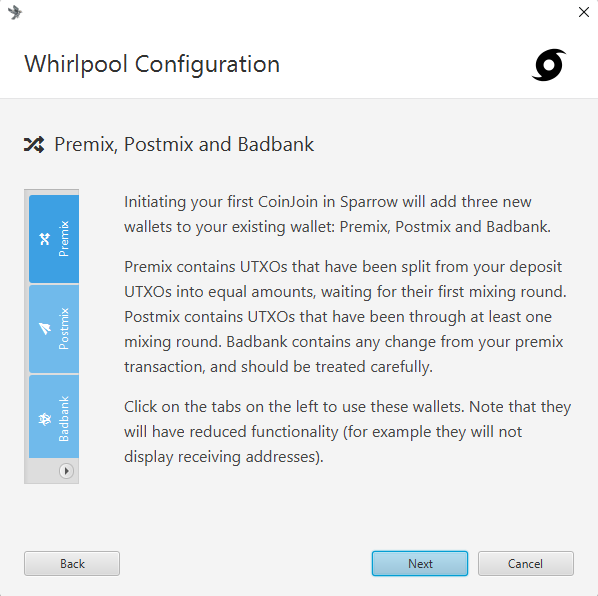 Whirlpool Configuration
Premix, Postmix and Badbank
Premix
Postmix
Badbank
Initiating your first CoinJoin in Sparrow will add three new
wallets to your existing wallet: Premix, Postmix and Badbank.
Premix contains UTXOs that have been split from your deposit
UTXOs into equal amounts, waiting for their first mixing round.
Postmix contains UTXOs that have been through at least one
mixing round. Badbank contains any change from your premix
transaction, and should be treated carefully.
Click on the tabs on the left to use these wallets. Note that they
will have reduced functionality (for example they will not
display receiving addresses).
Back
Next
Cancel